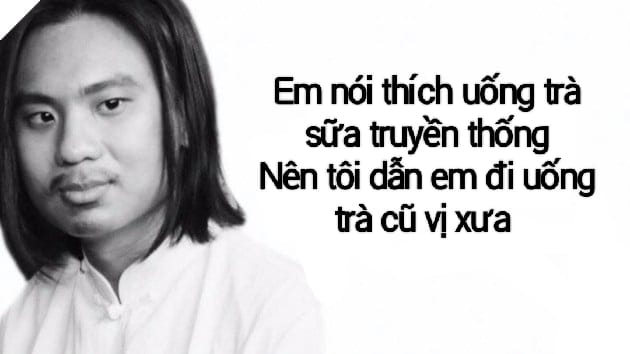 Em nói thích uống trà
sữa truyền thống
Nên tôi dẫn em đi uống
trà cũ vị xưa